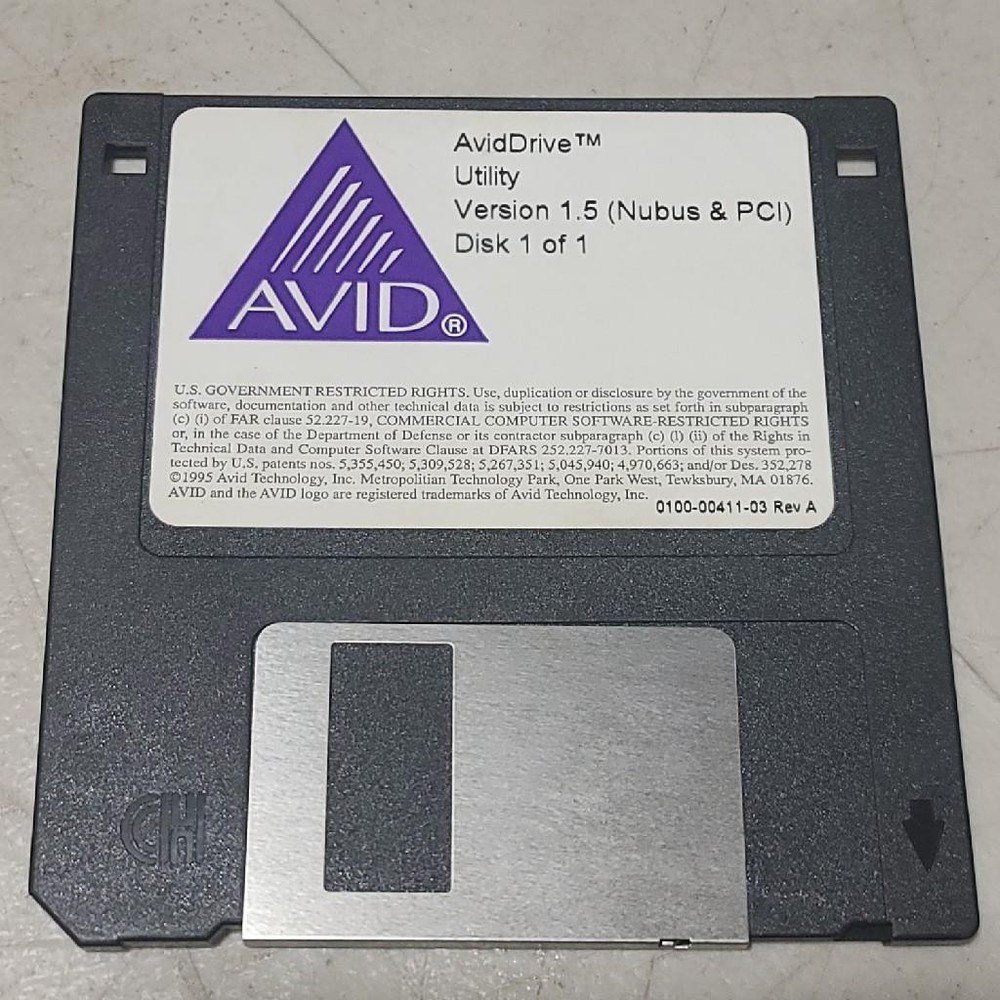 AvidDrive™
Utility
Version 1.5 (Nubus & PCI)
Disk 1 of 1
AVID®
U.S. GOVERNMENT RESTRICTED RIGHTS. Use, duplication or disclosure by the government of the
software, documentation and other technical data is subject to restrictions as set forth in subparagraph
(c) (i) of FAR clause 52.227-19, COMMERCIAL COMPUTER SOFTWARE-RESTRICTED RIGHTS
or, in the case of the Department of Defense or its contractor subparagraph (c) (l) (ii) of the Rights in
Technical Data and Computer Software Clause at DFARS 252.227-7013. Portions of this system pro-
tected by U.S. patents nos. 5,355,450; 5,309,528; 5,267,351; 5,045,940; 4,970,663; and/or Des. 352,278
©1995 Avid Technology, Inc. Metropolitan Technology Park, One Park West, Tewksbury, MA 01876.
AVID and the AVID logo are registered trademarks of Avid Technology, Inc.
0100-00411-03 Rev A